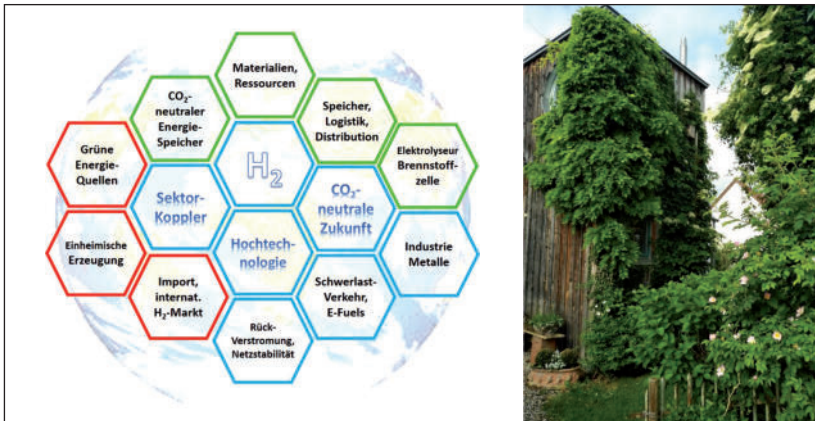 Materialien,
Ressourcen
CO₂-
neutraler
Energie-
Speicher
Speicher,
Logistik,
Distribution
Grüne
Energie-
Quellen
H₂
Elektrolyseur
Brennstoff-
zelle
Sektor-
Koppler
CO₂-
neutrale
Zukunft
Einheimische
Erzeugung
Hochtech-
nologie
Industrie
Metalle
Import,
internat.
H₂-Markt
Schwerlast-
Verkehr,
E-Fuels
Rück-
Verstromung,
Netzstabilität